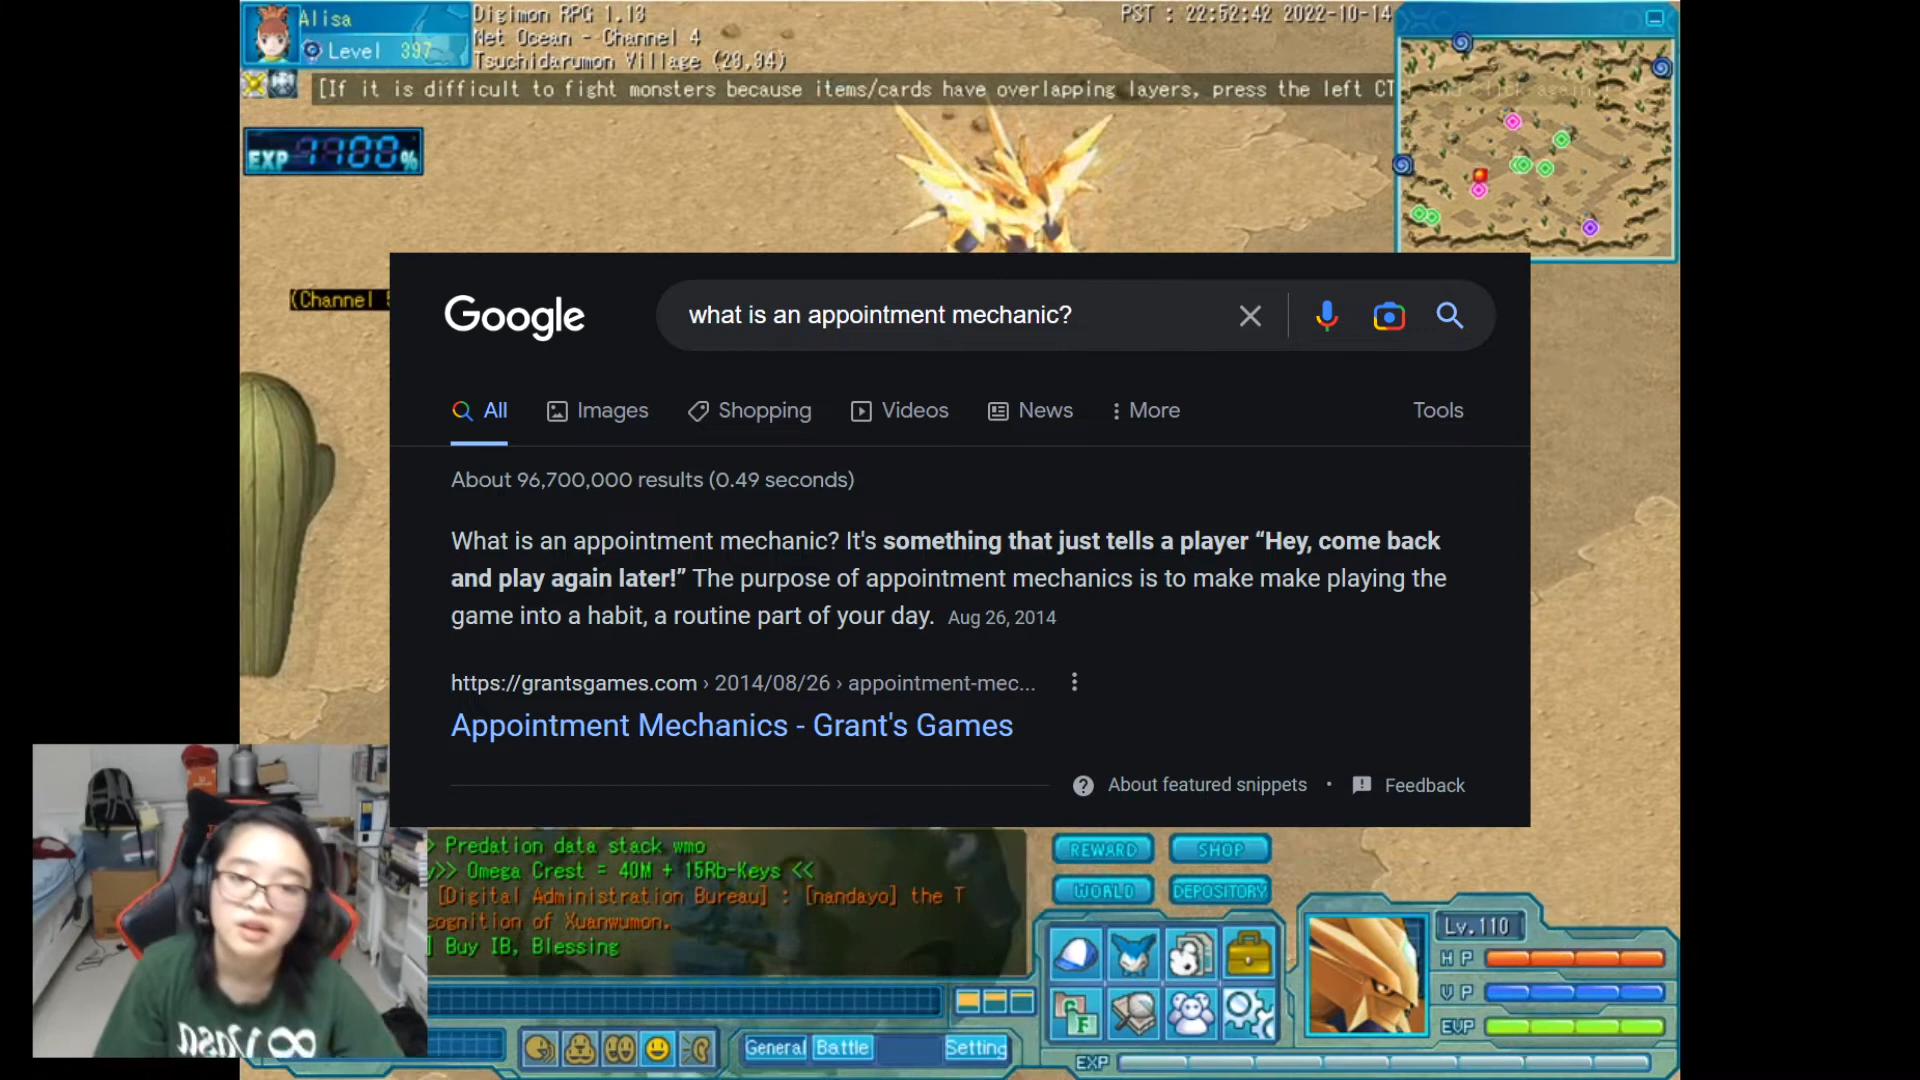 Alisa
Level 397
Digimon RPG 1.13
Net Ocean - Channel 4
Tsuchidarumon Village (28,94)
PST : 22:52:42 2022-10-14
[If it is difficult to fight monsters because items/cards have overlapping layers, press the left CT
EXP 1100%
(Channel
Google
what is an appointment mechanic?
All
Images
Shopping
Videos
News
More
Tools
About 96,700,000 results (0.49 seconds)
What is an appointment mechanic? It's something that just tells a player “Hey, come back
and play again later!” The purpose of appointment mechanics is to make make playing the
game into a habit, a routine part of your day. Aug 26, 2014
https://grantsgames.com › 2014/08/26 › appointment-mec...
Appointment Mechanics - Grant's Games
About featured snippets • Feedback
Predation data stack wmo
>> Omega Crest = 40M + 15Rb-Keys <<
[Digital Administration Bureau] : [nandayo] the T
cognition of Xuanwumon.
] Buy IB, Blessing
REWARD
SHOP
WORLD
DEPOSITORY
General
Battle
Setting
Lv.110
HP
VP
EVP
EXP